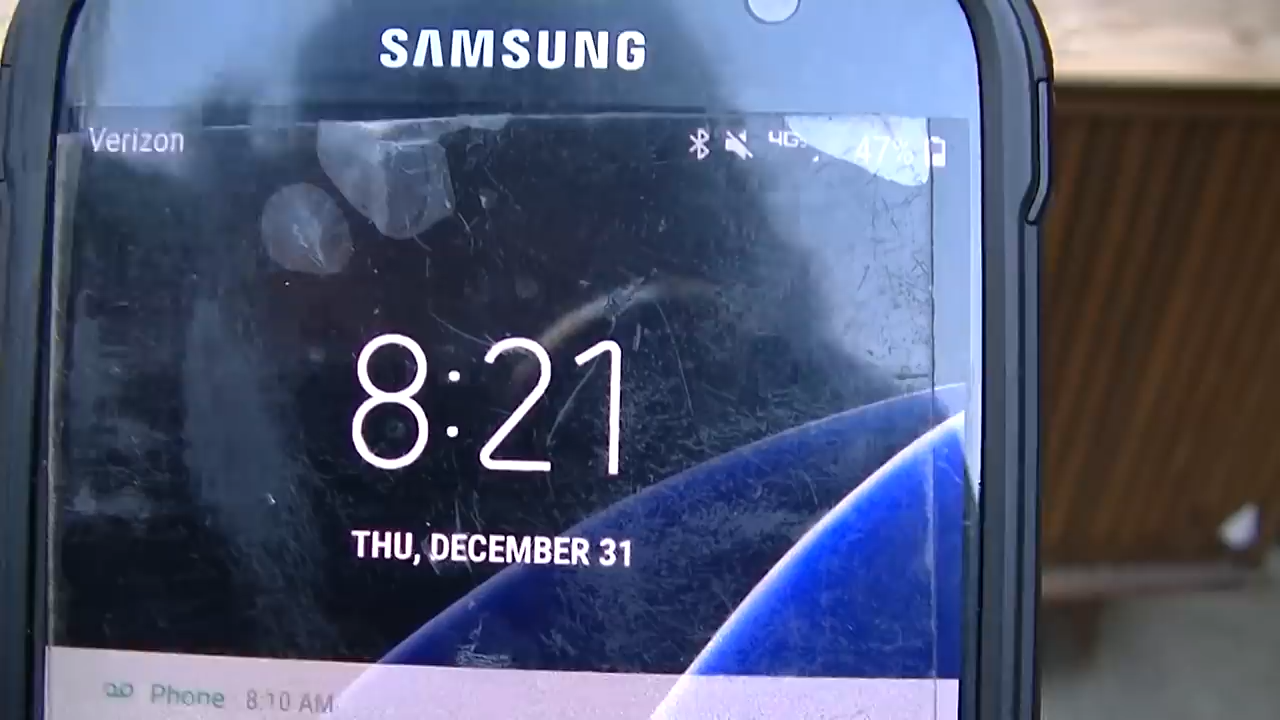 SAMSUNG
Verizon 4G 47%
8:21
THU, DECEMBER 31
Phone 8:10 AM